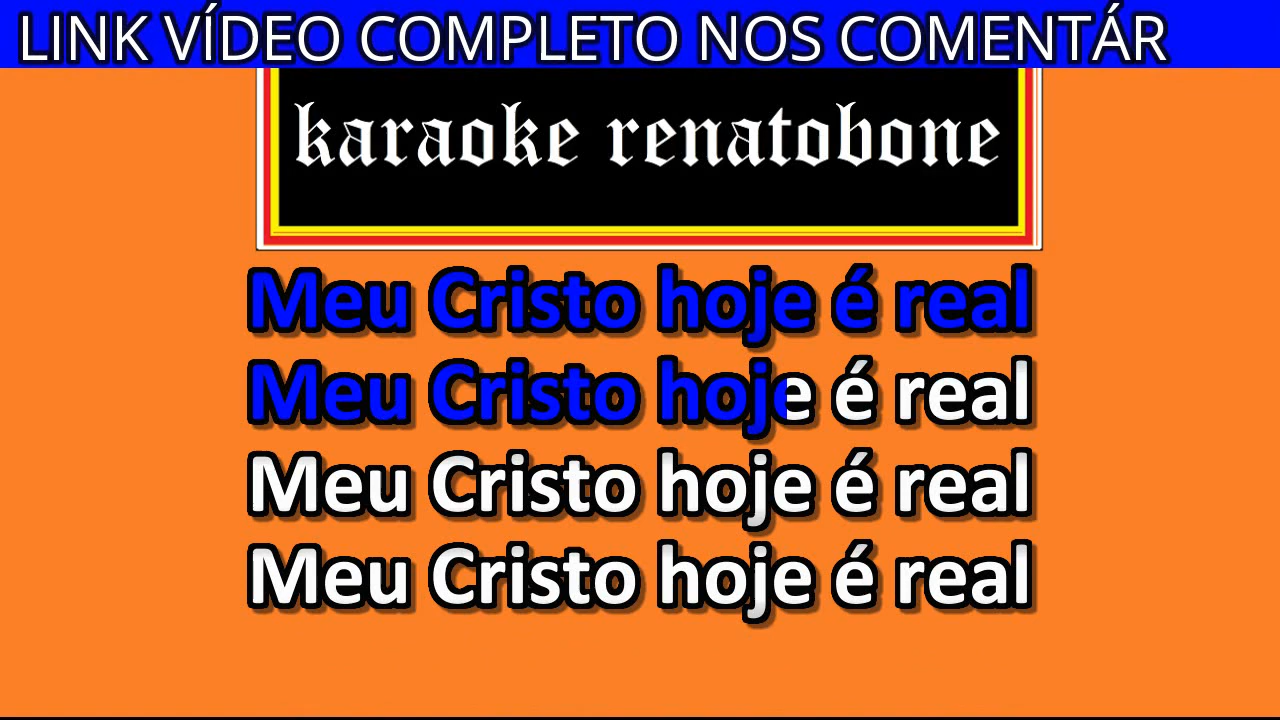 LINK VÍDEO COMPLETO NOS COMENTÁR
karaoke renatobone
Meu Cristo hoje é real
Meu Cristo hoje é real
Meu Cristo hoje é real
Meu Cristo hoje é real